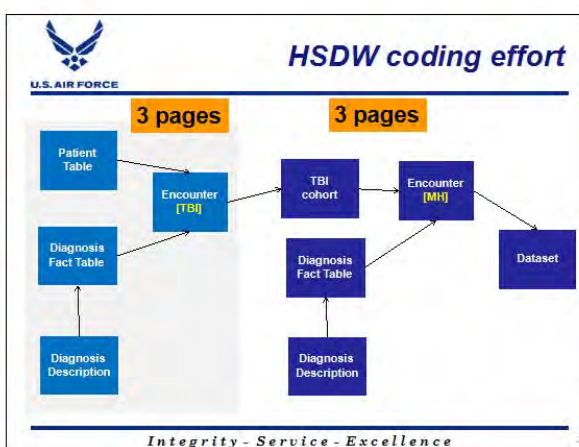 HSDW coding effort
U.S. AIR FORCE
3 pages
3 pages
Patient
Table
Encounter
[TBI]
Diagnosis
Fact Table
Diagnosis
Description
TBI
cohort
Encounter
[MH]
Diagnosis
Fact Table
Diagnosis
Description
Dataset
Integrity - Service - Excellence